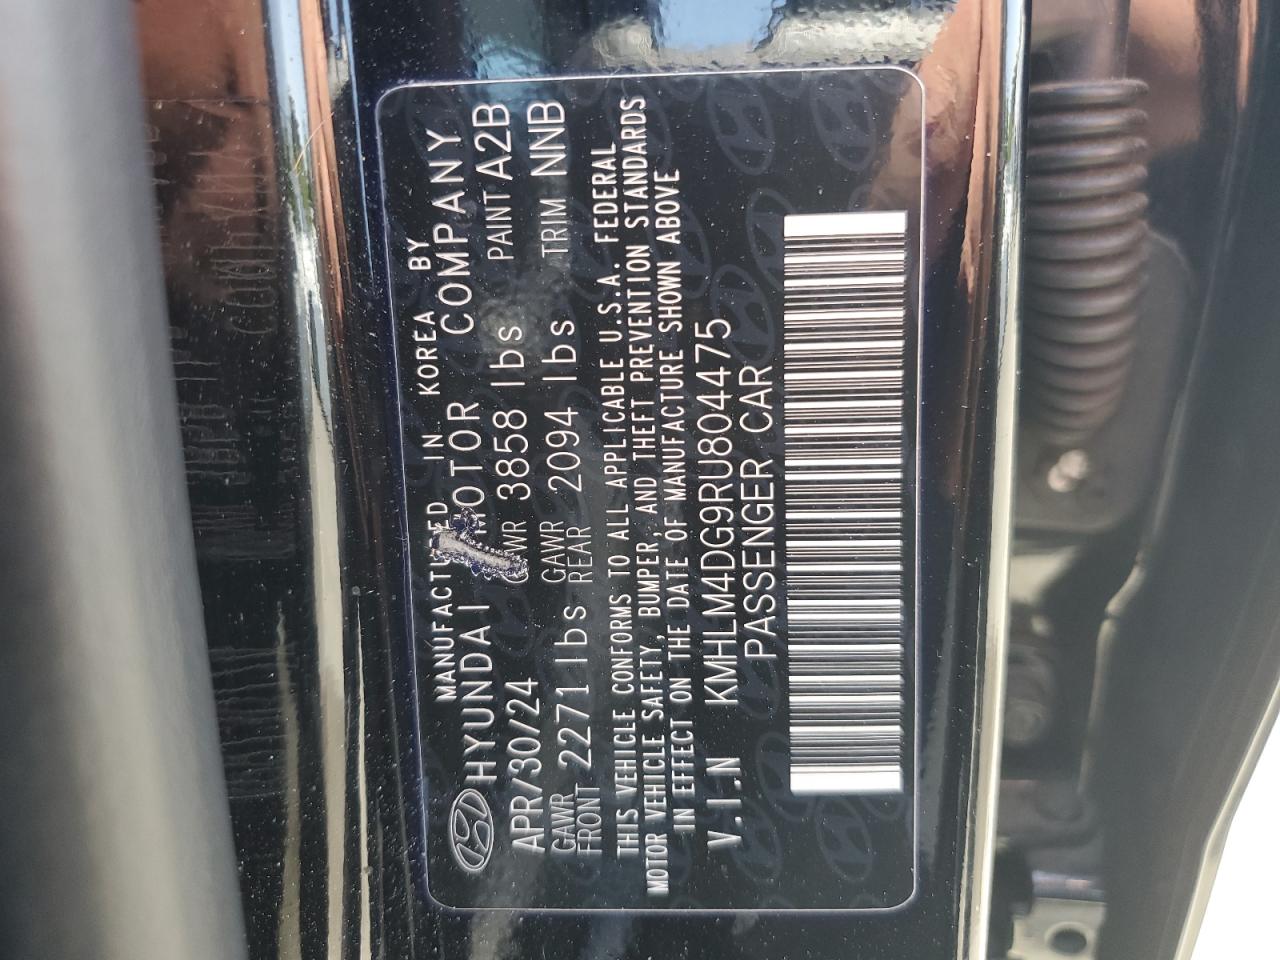 MANUFACTURED IN KOREA BY
HYUNDAI MOTOR COMPANY
APR/30/24 GVWR 3858 lbs PAINT A2B
GAWR FRONT 2271 lbs GAWR REAR 2094 lbs TRIM NNB
THIS VEHICLE CONFORMS TO ALL APPLICABLE U.S.A. FEDERAL
MOTOR VEHICLE SAFETY, BUMPER, AND THEFT PREVENTION STANDARDS
IN EFFECT ON THE DATE OF MANUFACTURE SHOWN ABOVE
V.I.N KMHLM4DG9RU804475
PASSENGER CAR